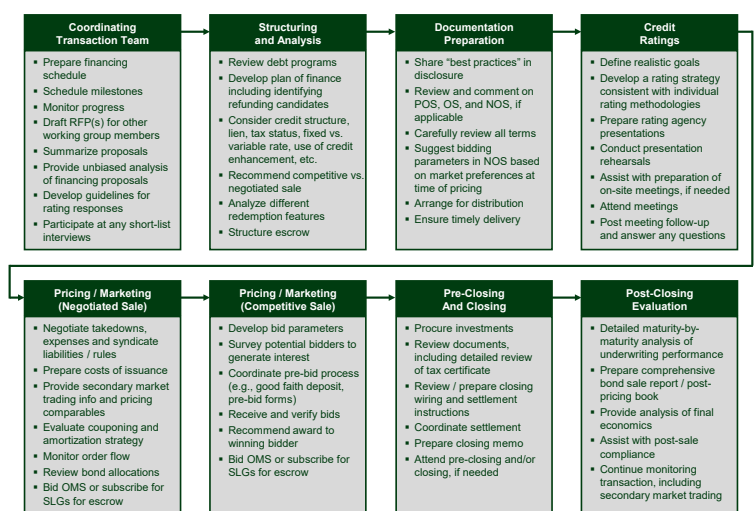 Coordinating
Transaction Team
▪ Prepare financing
schedule
▪ Schedule milestones
▪ Monitor progress
▪ Draft RFP(s) for other
working group members
▪ Summarize proposals
▪ Provide unbiased analysis
of financing proposals
▪ Develop guidelines for
rating responses
▪ Participate at any short-list
interviews
Structuring
and Analysis
▪ Review debt programs
▪ Develop plan of finance
including identifying
refunding candidates
▪ Consider credit structure,
lien, tax status, fixed vs.
variable rate, use of credit
enhancement, etc.
▪ Recommend competitive vs.
negotiated sale
▪ Analyze different
redemption features
▪ Structure escrow
Documentation
Preparation
▪ Share “best practices” in
disclosure
▪ Review and comment on
POS, OS, and NOS, if
applicable
▪ Carefully review all terms
▪ Suggest bidding
parameters in NOS based
on market preferences at
time of pricing
▪ Arrange for distribution
▪ Ensure timely delivery
Credit
Ratings
▪ Define realistic goals
▪ Develop a rating strategy
consistent with individual
rating methodologies
▪ Prepare rating agency
presentations
▪ Conduct presentation
rehearsals
▪ Assist with preparation of
on-site meetings, if needed
▪ Attend meetings
▪ Post meeting follow-up
and answer any questions
Pricing / Marketing
(Negotiated Sale)
▪ Negotiate takedowns,
expenses and syndicate
liabilities / rules
▪ Prepare costs of issuance
▪ Provide secondary market
trading info and pricing
comparables
▪ Evaluate couponing and
amortization strategy
▪ Monitor order flow
▪ Review bond allocations
▪ Bid OMS or subscribe for
SLGs for escrow
Pricing / Marketing
(Competitive Sale)
▪ Develop bid parameters
▪ Survey potential bidders to
generate interest
▪ Coordinate pre-bid process
(e.g., good faith deposit,
pre-bid forms)
▪ Receive and verify bids
▪ Recommend award to
winning bidder
▪ Bid OMS or subscribe for
SLGs for escrow
Pre-Closing
And Closing
▪ Procure investments
▪ Review documents,
including detailed review
of tax certificate
▪ Review / prepare closing
wiring and settlement
instructions
▪ Coordinate settlement
▪ Prepare closing memo
▪ Attend pre-closing and/or
closing, if needed
Post-Closing
Evaluation
▪ Detailed maturity-by-
maturity analysis of
underwriting performance
▪ Prepare comprehensive
bond sale report / post-
pricing book
▪ Provide analysis of final
economics
▪ Assist with post-sale
compliance
▪ Continue monitoring
transaction, including
secondary market trading